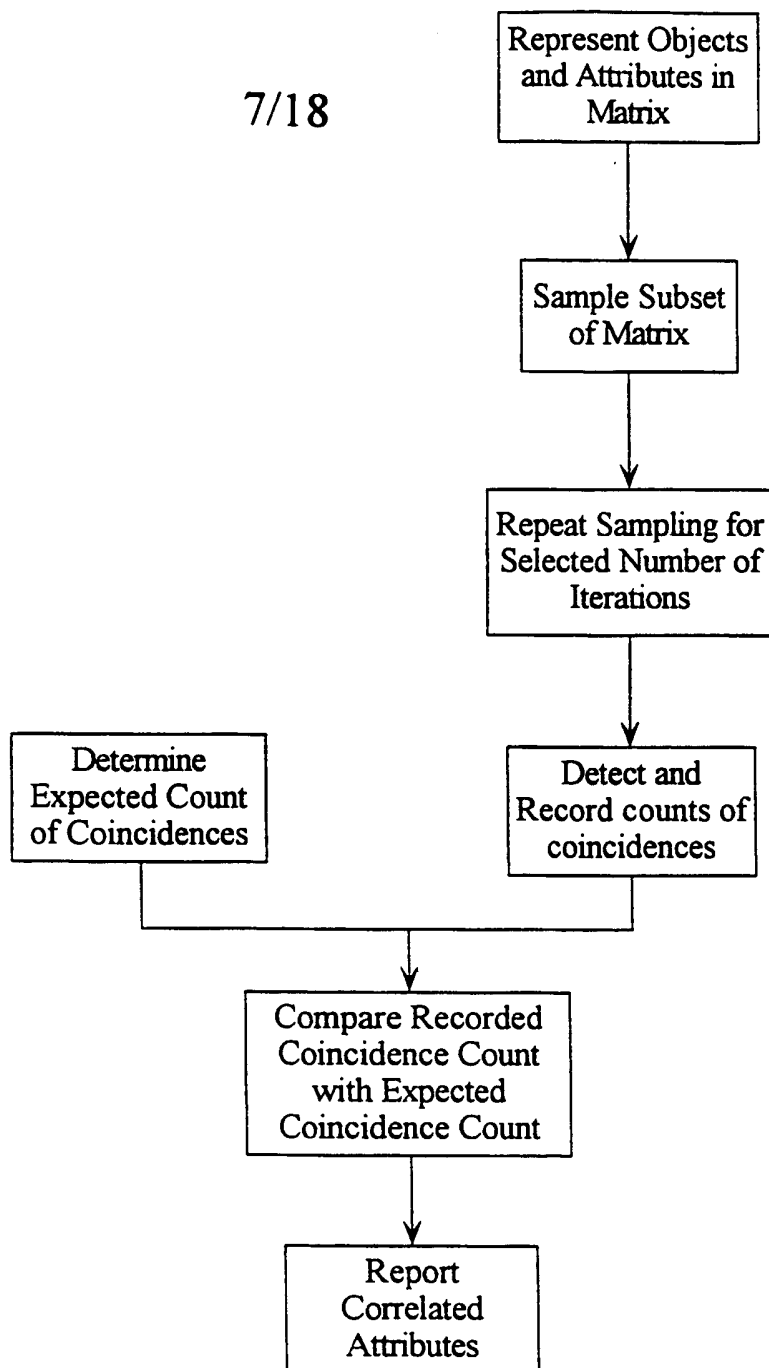 7/18
Represent Objects
and Attributes in
Matrix
Sample Subset
of Matrix
Repeat Sampling for
Selected Number of
Iterations
Determine
Expected Count
of Coincidences
Detect and
Record counts of
coincidences
Compare Recorded
Coincidence Count
with Expected
Coincidence Count
Report
Correlated
Attributes